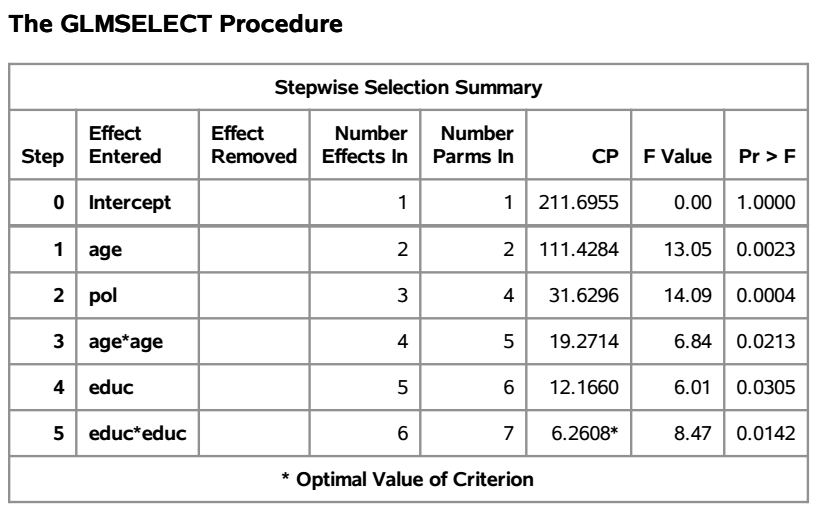 The GLMSELECT Procedure
Stepwise Selection Summary
Step Effect Entered Effect Removed Number Effects In Number Parms In CP F Value Pr > F
0 Intercept 1 1 211.6955 0.00 1.0000
1 age 2 2 111.4284 13.05 0.0023
2 pol 3 4 31.6296 14.09 0.0004
3 age*age 4 5 19.2714 6.84 0.0213
4 educ 5 6 12.1660 6.01 0.0305
5 educ*educ 6 7 6.2608* 8.47 0.0142
* Optimal Value of Criterion